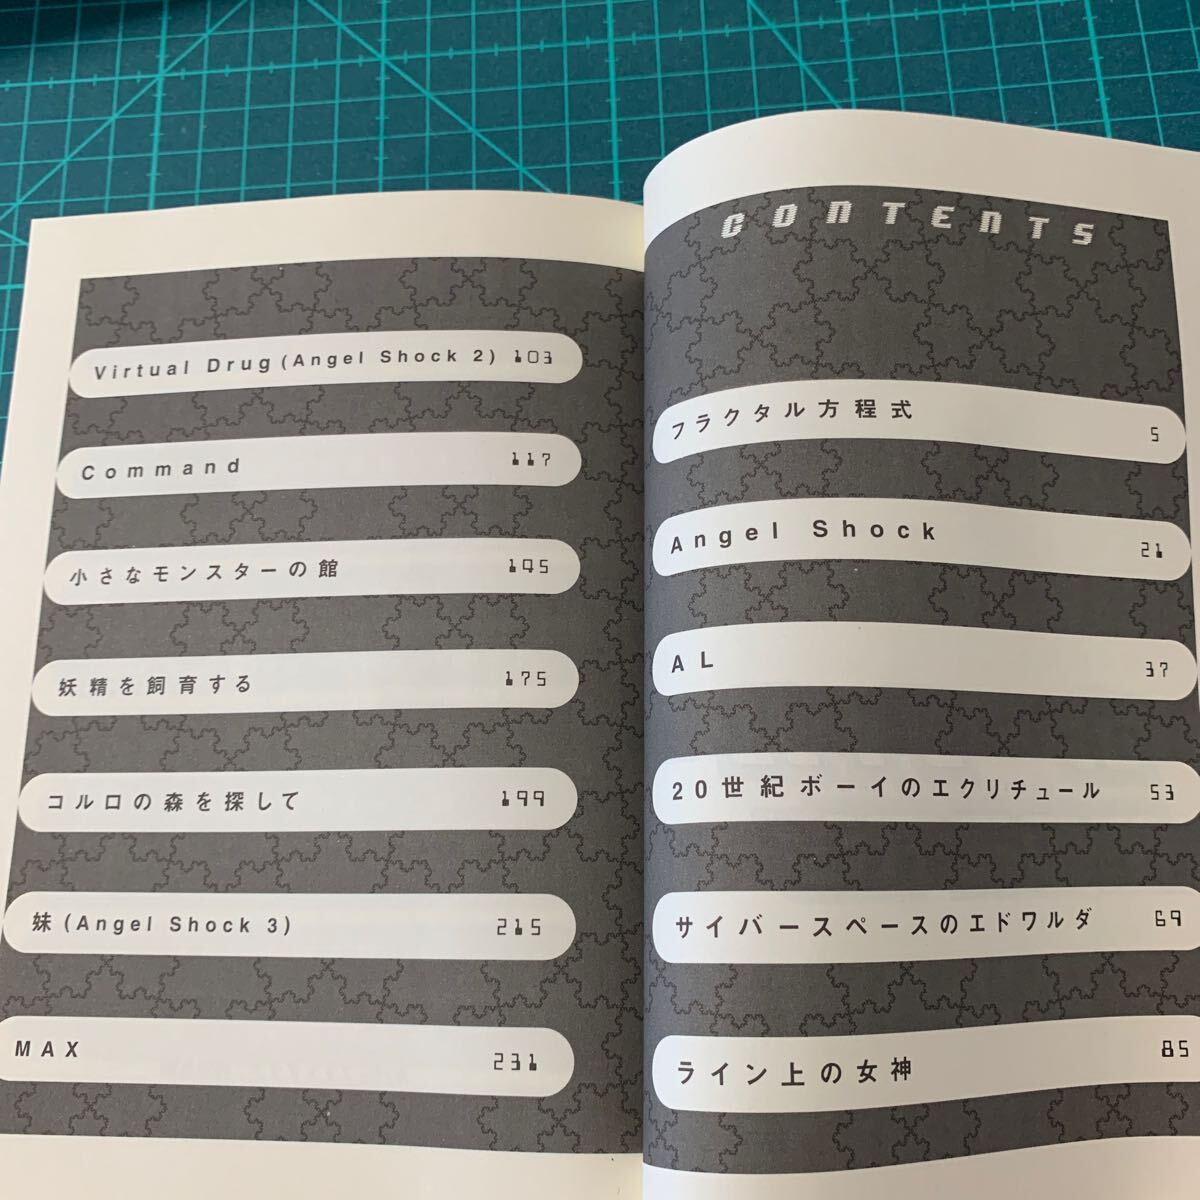 CONTENTS
フラクタル方程式 5
Angel Shock 21
AL 37
20世紀ボーイのエクリチュール 53
サイバースペースのエドワルダ 69
ライン上の女神 85
Virtual Drug (Angel Shock 2) 103
Command 117
小さなモンスターの館 145
妖精を飼育する 175
コルロの森を探して 199
妹 (Angel Shock 3) 215
MAX 231